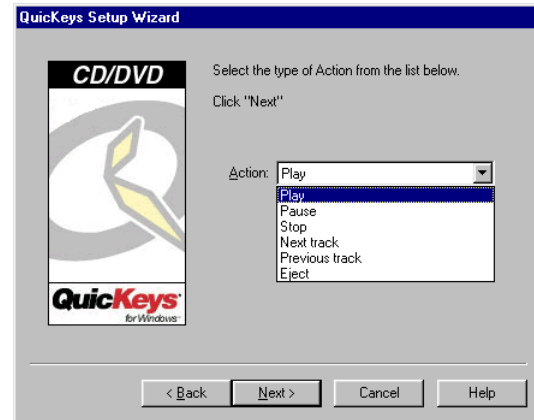 QuicKeys Setup Wizard
CD/DVD
Select the type of Action from the list below.
Click "Next"
Action: Play
Play
Pause
Stop
Next track
Previous track
Eject
QuicKeys
for Windows
< Back
Next >
Cancel
Help